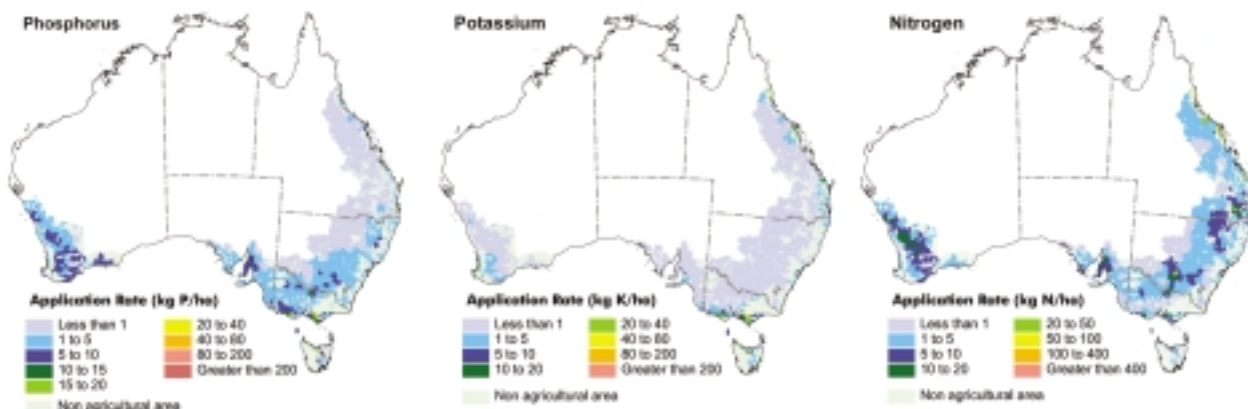 Phosphorus
Application Rate (kg P/ha)
Less than 1
1 to 5
5 to 10
10 to 15
15 to 20
20 to 40
40 to 80
80 to 200
Greater than 200
Non agricultural area
Potassium
Application Rate (kg K/ha)
Less than 1
1 to 5
5 to 10
10 to 20
20 to 40
40 to 80
80 to 200
Greater than 200
Non agricultural area
Nitrogen
Application Rate (kg N/ha)
Less than 1
1 to 5
5 to 10
10 to 20
20 to 50
50 to 100
100 to 400
Greater than 400
Non agricultural area